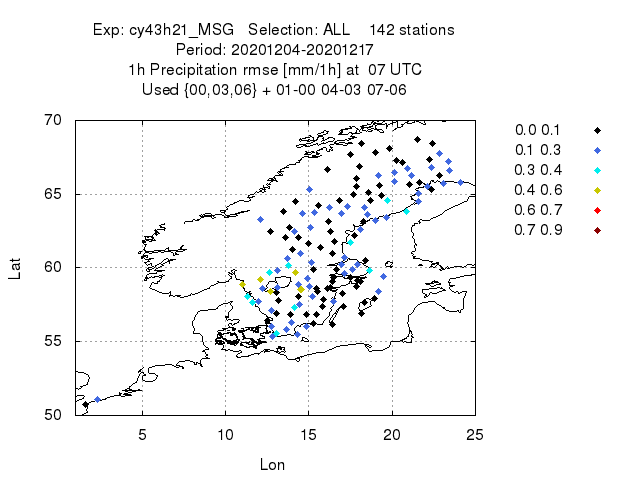 Exp: cy43h21_MSG   Selection: ALL    142 stations
Period: 20201204-20201217
1h Precipitation rmse [mm/1h] at  07 UTC
Used {00,03,06} + 01-00 04-03 07-06
70
65
60
55
50
Lat
5
10
15
20
25
Lon
0.0 0.1
0.1 0.3
0.3 0.4
0.4 0.6
0.6 0.7
0.7 0.9